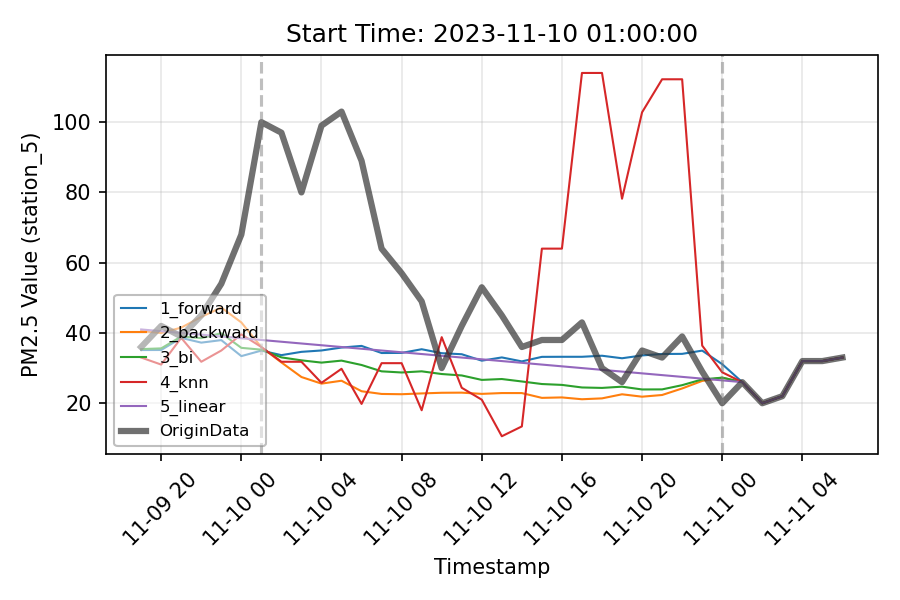 Start Time: 2023-11-10 01:00:00
PM2.5 Value (station_5)
100
80
60
40
20
1_forward
2_backward
3_bi
4_knn
5_linear
OriginData
11-09 20
11-10 00
11-10 04
11-10 08
11-10 12
11-10 16
11-10 20
11-11 00
11-11 04
Timestamp